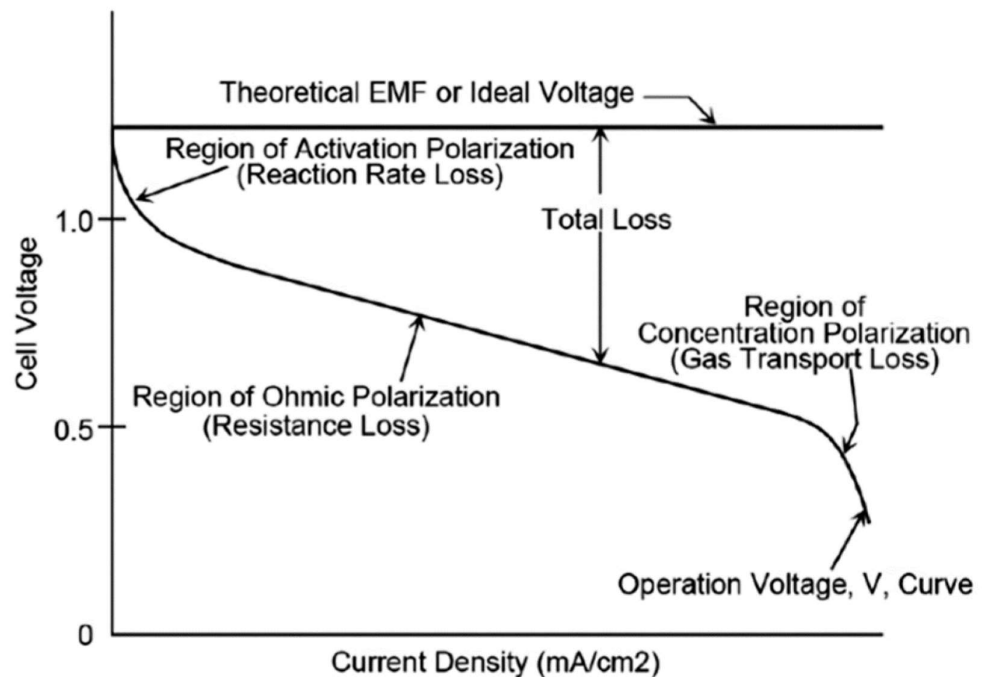 Theoretical EMF or Ideal Voltage
Region of Activation Polarization
(Reaction Rate Loss)
1.0
Total Loss
Cell Voltage
Region of
Concentration Polarization
(Gas Transport Loss)
Region of Ohmic Polarization
(Resistance Loss)
0.5
Operation Voltage, V, Curve
0
Current Density (mA/cm2)